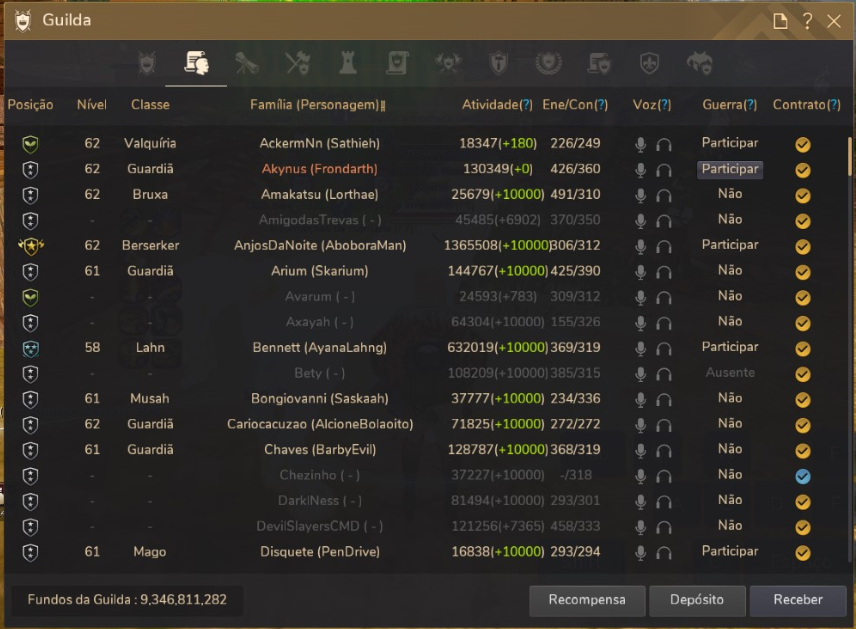 Guilda ?
Posição Nível Classe Família (Personagem) Atividade(?) Ene/Con(?) Voz(?) Guerra(?) Contrato(?)
62 Valquíria AckermNn (Sathieh) 18347(+180) 226/249 Participar
62 Guardiã Akynus (Frondarth) 130349(+0) 426/360 Participar
62 Bruxa Amakatsu (Lorthae) 25679(+10000) 491/310 Não
- - AmigodasTrevas ( - ) 45485(+6902) 370/350 Não
62 Berserker AnjosDaNoite (AboboraMan) 1365508(+10000) 306/312 Participar
61 Guardiã Arium (Skarium) 144767(+10000) 425/390 Não
- - Avarum ( - ) 24593(+783) 309/312 Não
- - Axayah ( - ) 64304(+10000) 155/326 Não
58 Lahn Bennett (AyanaLahng) 632019(+10000) 369/319 Participar
- - Bety ( - ) 108209(+10000) 385/315 Ausente
61 Musah Bongiovanni (Saskaah) 37777(+10000) 234/336 Não
62 Guardiã Cariocacuzao (AlcioneBolaoito) 71825(+10000) 272/272 Não
61 Guardiã Chaves (BarbyEvil) 128787(+10000) 368/319 Não
- - Chezinho ( - ) 37227(+10000) -/318 Não
- - DarkINess ( - ) 81494(+10000) 293/301 Não
- - DevilSlayersCMD ( - ) 121256(+7365) 458/333 Não
61 Mago Disquete (PenDrive) 16838(+10000) 293/294 Participar
Fundos da Guilda : 9,346,811,282 Recompensa Depósito Receber